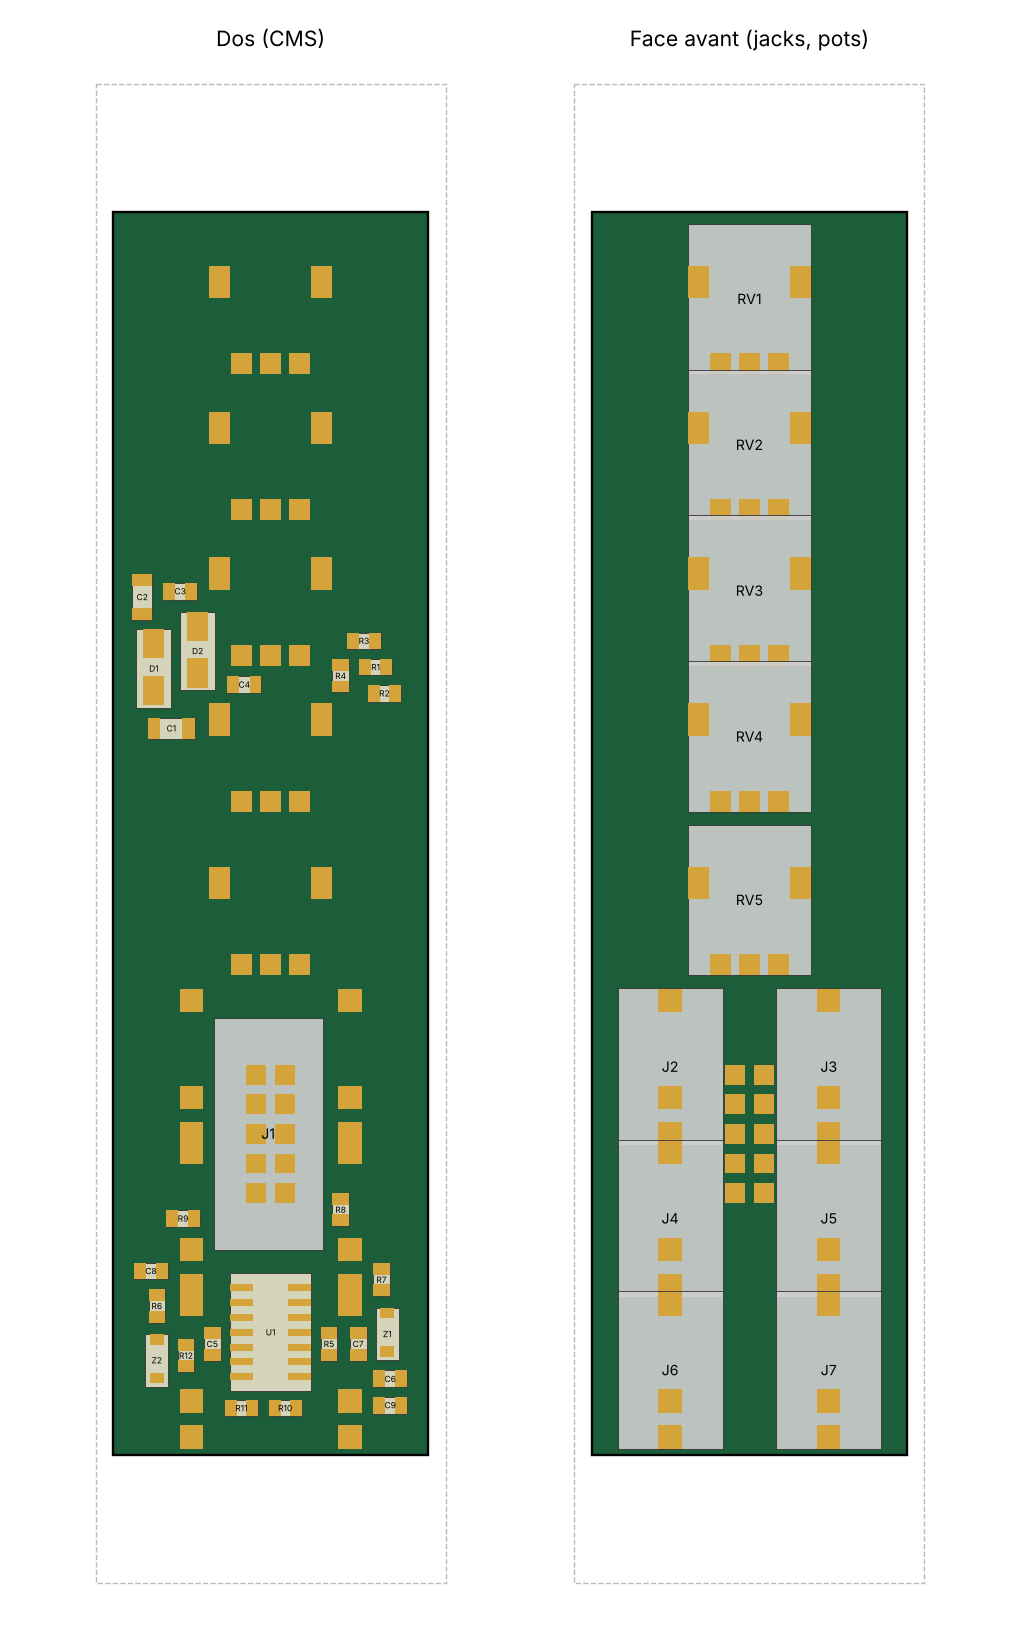 Dos (CMS)
Face avant (jacks, pots)
C2
C3
D1
D2
C4
C1
R3
R1
R4
R2
J1
R9
R8
C8
R7
R6
U1
Z1
Z2
R12
C5
R5
C7
C6
R11
R10
C9
RV1
RV2
RV3
RV4
RV5
J2
J3
J4
J5
J6
J7